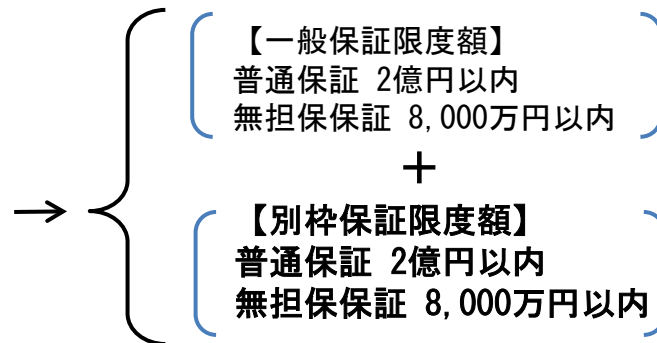 【一般保証限度額】
普通保証 2億円以内
無担保保証 8,000万円以内
＋
【別枠保証限度額】
普通保証 2億円以内
無担保保証 8,000万円以内